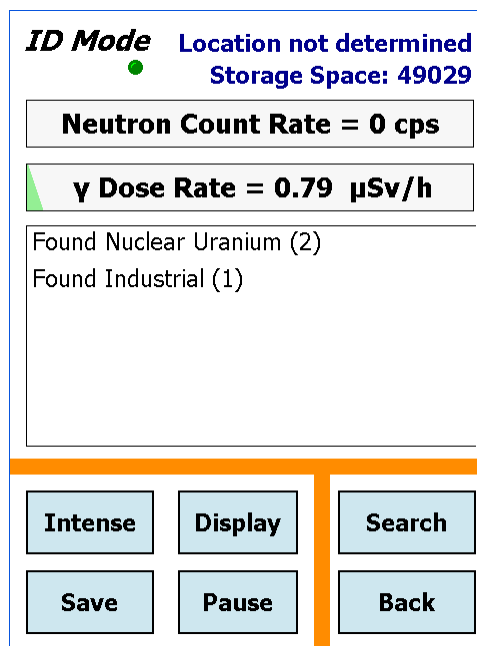 ID Mode
Location not determined
Storage Space: 49029
Neutron Count Rate = 0 cps
γ Dose Rate = 0.79 µSv/h
Found Nuclear Uranium (2)
Found Industrial (1)
Intense
Display
Search
Save
Pause
Back